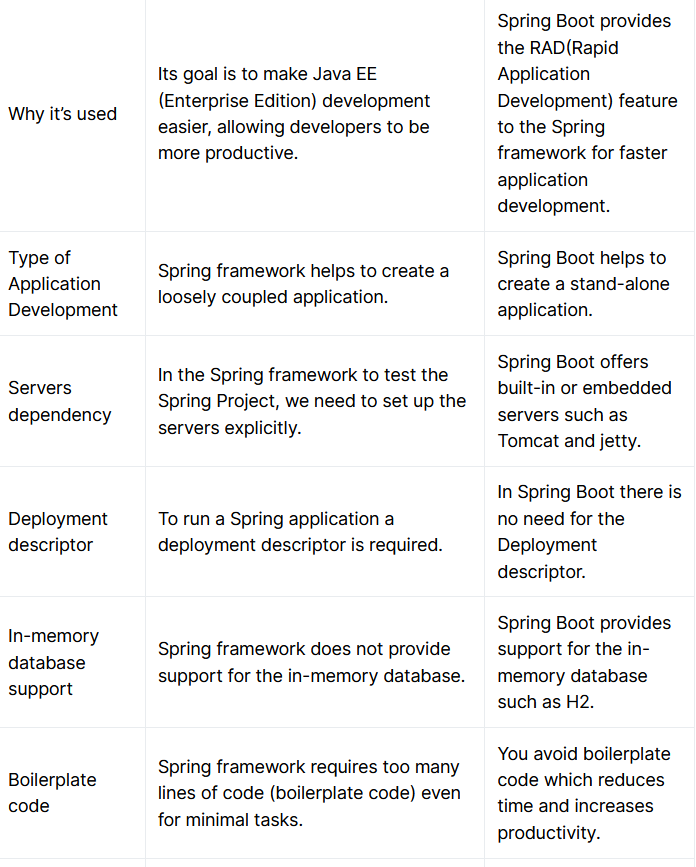 Why it’s used
Its goal is to make Java EE
(Enterprise Edition) development
easier, allowing developers to be
more productive.
Spring Boot provides
the RAD(Rapid
Application
Development) feature
to the Spring
framework for faster
application
development.
Type of
Application
Development
Spring framework helps to create a
loosely coupled application.
Spring Boot helps to
create a stand-alone
application.
Servers
dependency
In the Spring framework to test the
Spring Project, we need to set up the
servers explicitly.
Spring Boot offers
built-in or embedded
servers such as
Tomcat and jetty.
Deployment
descriptor
To run a Spring application a
deployment descriptor is required.
In Spring Boot there is
no need for the
Deployment
descriptor.
In-memory
database
support
Spring framework does not provide
support for the in-memory database.
Spring Boot provides
support for the in-
memory database
such as H2.
Boilerplate
code
Spring framework requires too many
lines of code (boilerplate code) even
for minimal tasks.
You avoid boilerplate
code which reduces
time and increases
productivity.